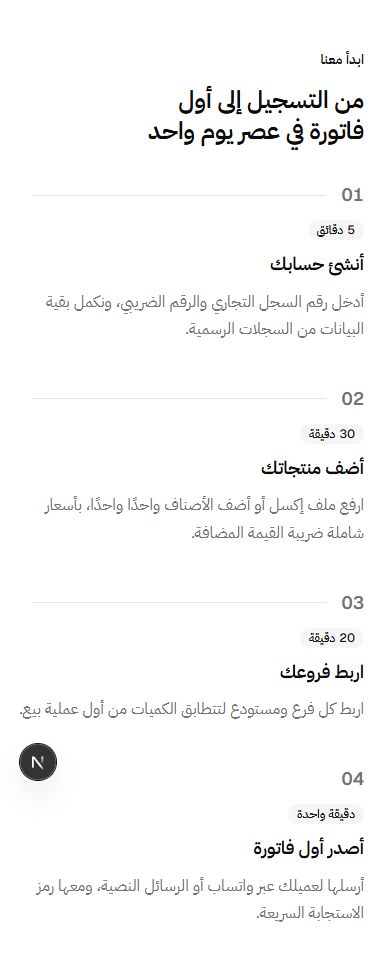 ابدأ معنا
من التسجيل إلى أول
فاتورة في عصر يوم واحد
01
5 دقائق
أنشئ حسابك
أدخل رقم السجل التجاري والرقم الضريبي، ونكمل بقية
البيانات من السجلات الرسمية.
02
30 دقيقة
أضف منتجاتك
ارفع ملف إكسل أو أضف الأصناف واحدًا واحدًا، بأسعار
شاملة ضريبة القيمة المضافة.
03
20 دقيقة
اربط فروعك
اربط كل فرع ومستودع لتتطابق الكميات من أول عملية بيع.
N
04
دقيقة واحدة
أصدر أول فاتورة
أرسلها لعميلك عبر واتساب أو الرسائل النصية، ومعها رمز
الاستجابة السريعة.